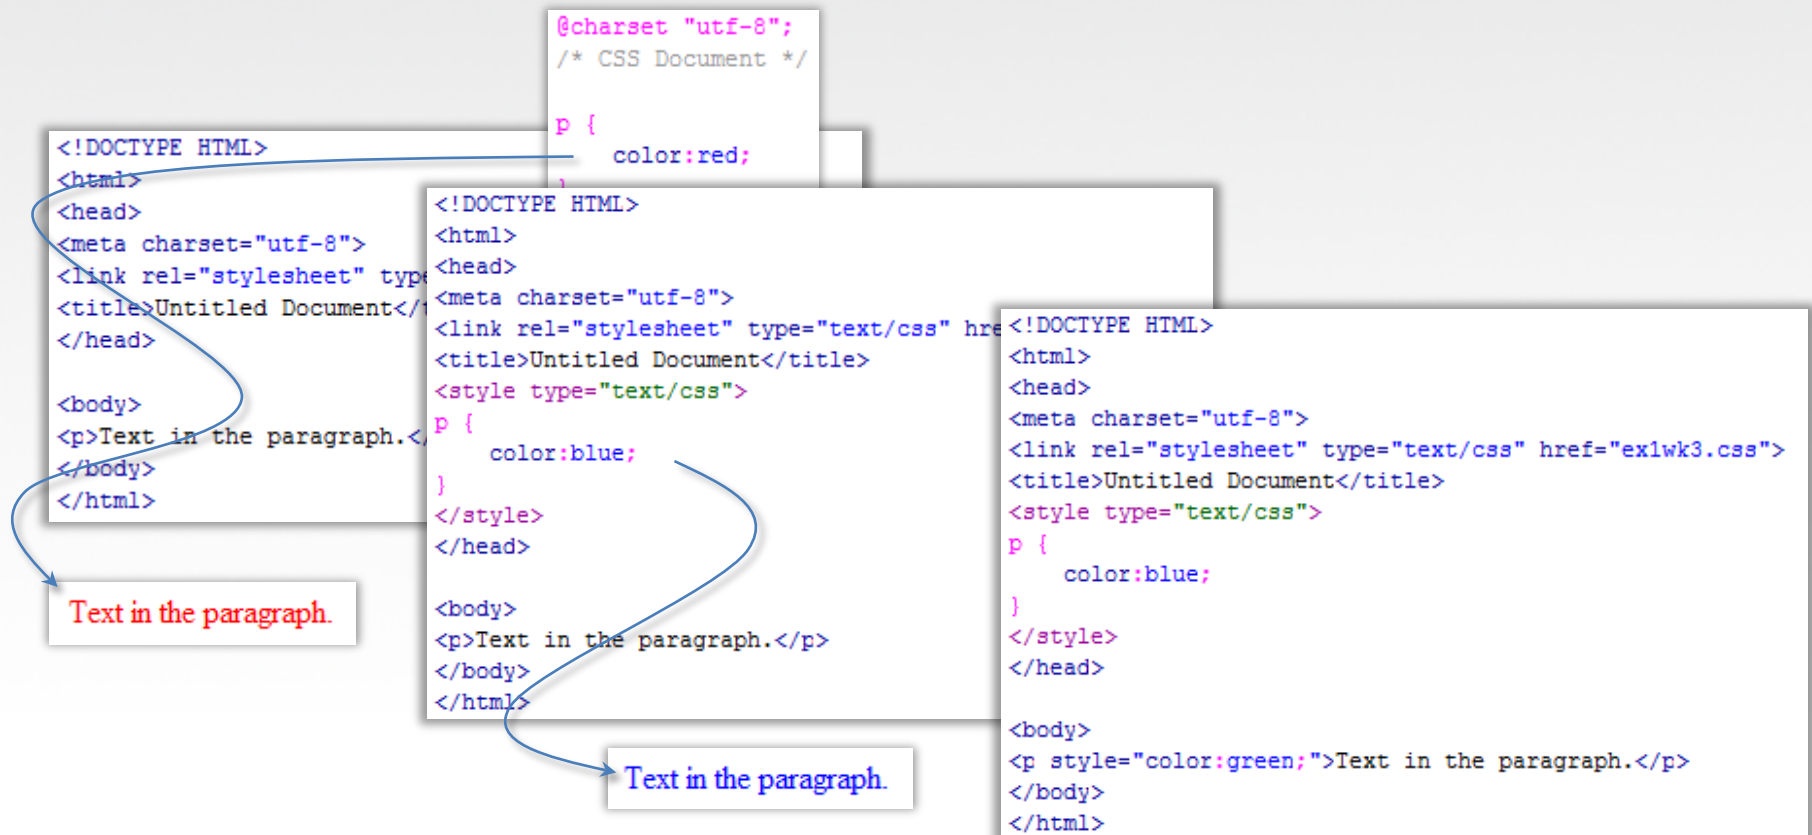 @charset "utf-8";
/* CSS Document */
p {
color:red;
}
<!DOCTYPE HTML>
<html>
<head>
<meta charset="utf-8">
<link rel="stylesheet" type
<title>Untitled Document</
</head>
<body>
<p>Text in the paragraph.</
</body>
</html>
Text in the paragraph.
<!DOCTYPE HTML>
<html>
<head>
<meta charset="utf-8">
<link rel="stylesheet" type="text/css" hre
<title>Untitled Document</title>
<style type="text/css">
p {
color:blue;
}
</style>
</head>
<body>
<p>Text in the paragraph.</p>
</body>
</html>
Text in the paragraph.
<!DOCTYPE HTML>
<html>
<head>
<meta charset="utf-8">
<link rel="stylesheet" type="text/css" href="ex1wk3.css">
<title>Untitled Document</title>
<style type="text/css">
p {
color:blue;
}
</style>
</head>
<body>
<p style="color:green;">Text in the paragraph.</p>
</body>
</html>